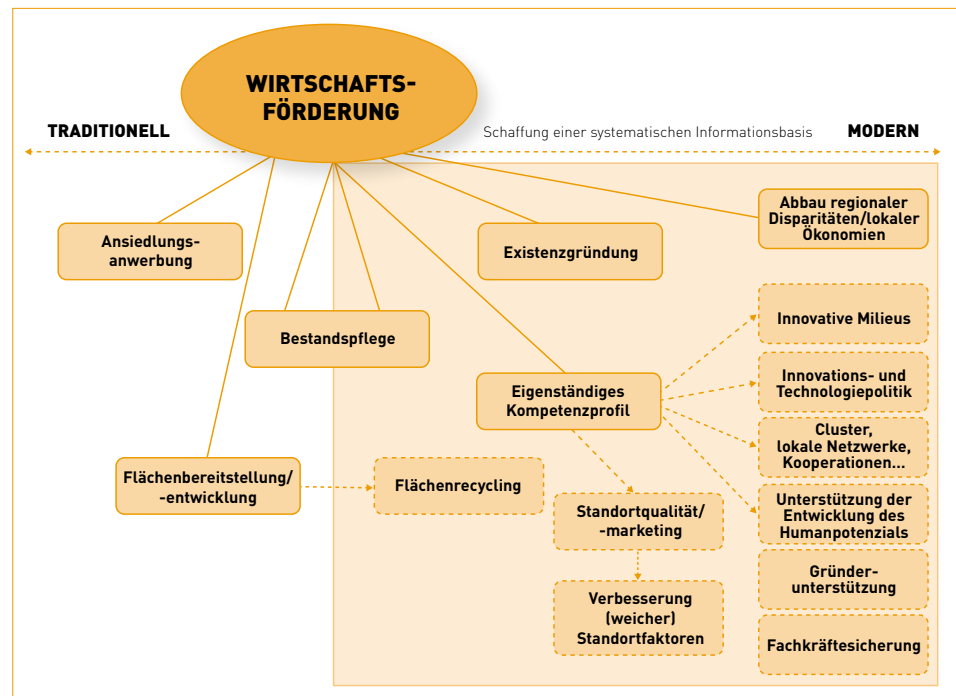 WIRTSCHAFTS-
FÖRDERUNG
TRADITIONELL
Schaffung einer systematischen Informationsbasis
MODERN
Ansiedlungs-
anwerbung
Existenzgründung
Abbau regionaler
Disparitäten/lokaler
Ökonomien
Bestandspflege
Innovative Milieus
Eigenständiges
Kompetenzprofil
Innovations- und
Technologiepolitik
Cluster,
lokale Netzwerke,
Kooperationen...
Flächenbereitstellung/
-entwicklung
Flächenrecycling
Standortqualität/
-marketing
Unterstützung der
Entwicklung des
Humanpotenzials
Gründer-
unterstützung
Verbesserung
(weicher)
Standortfaktoren
Fachkräftesicherung